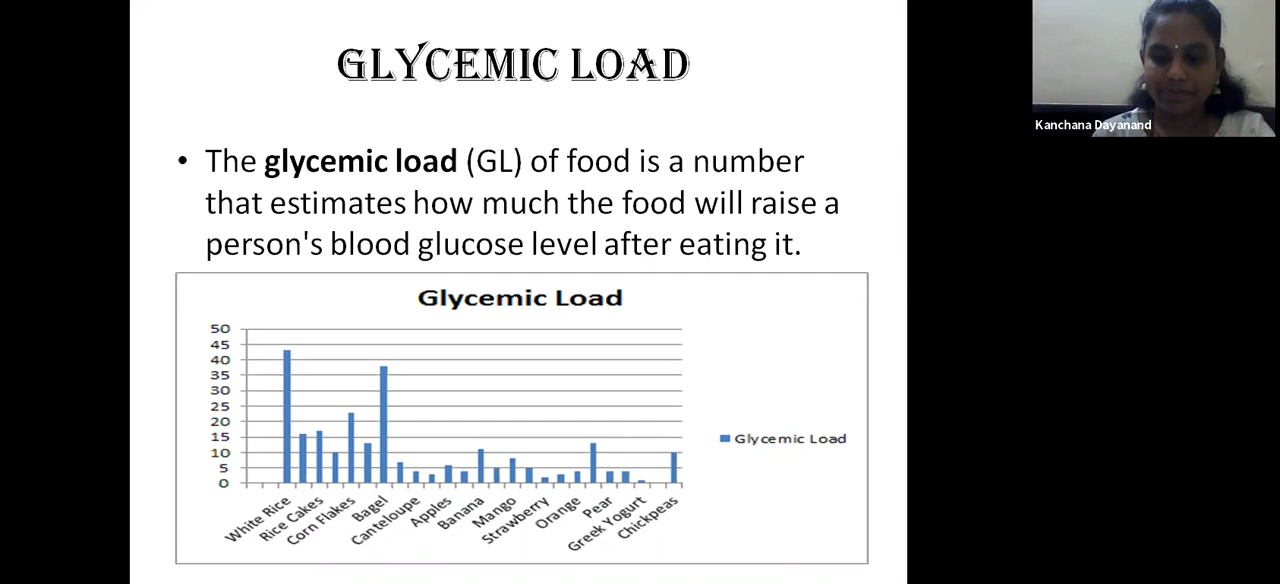 GLYCEMIC LOAD
Kanchana Dayanand
• The glycemic load (GL) of food is a number
that estimates how much the food will raise a
person's blood glucose level after eating it.
Glycemic Load
50
45
40
35
30
25
20
15
10
5
0
White Rice
Rice Cakes
Corn Flakes
Bagel
Canteloupe
Apples
Banana
Mango
Strawberry
Orange
Pear
Greek Yogurt
Chickpeas
Glycemic Load